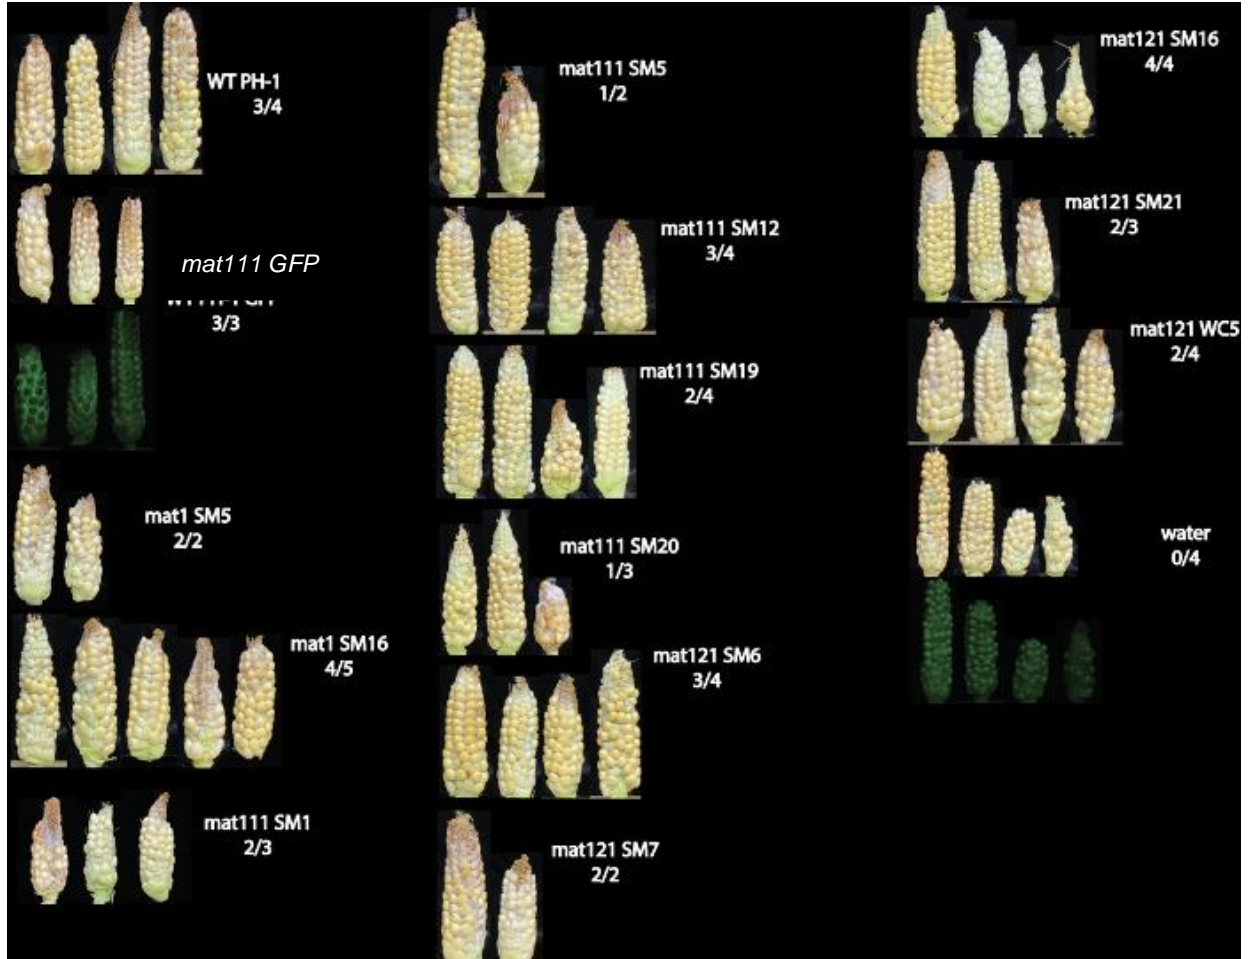 WT PH-1
3/4
mat111 GFP
3/3
mat1 SM5
2/2
mat1 SM16
4/5
mat111 SM1
2/3
mat111 SM5
1/2
mat111 SM12
3/4
mat111 SM19
2/4
mat111 SM20
1/3
mat121 SM6
3/4
mat121 SM7
2/2
mat121 SM16
4/4
mat121 SM21
2/3
mat121 WC5
2/4
water
0/4